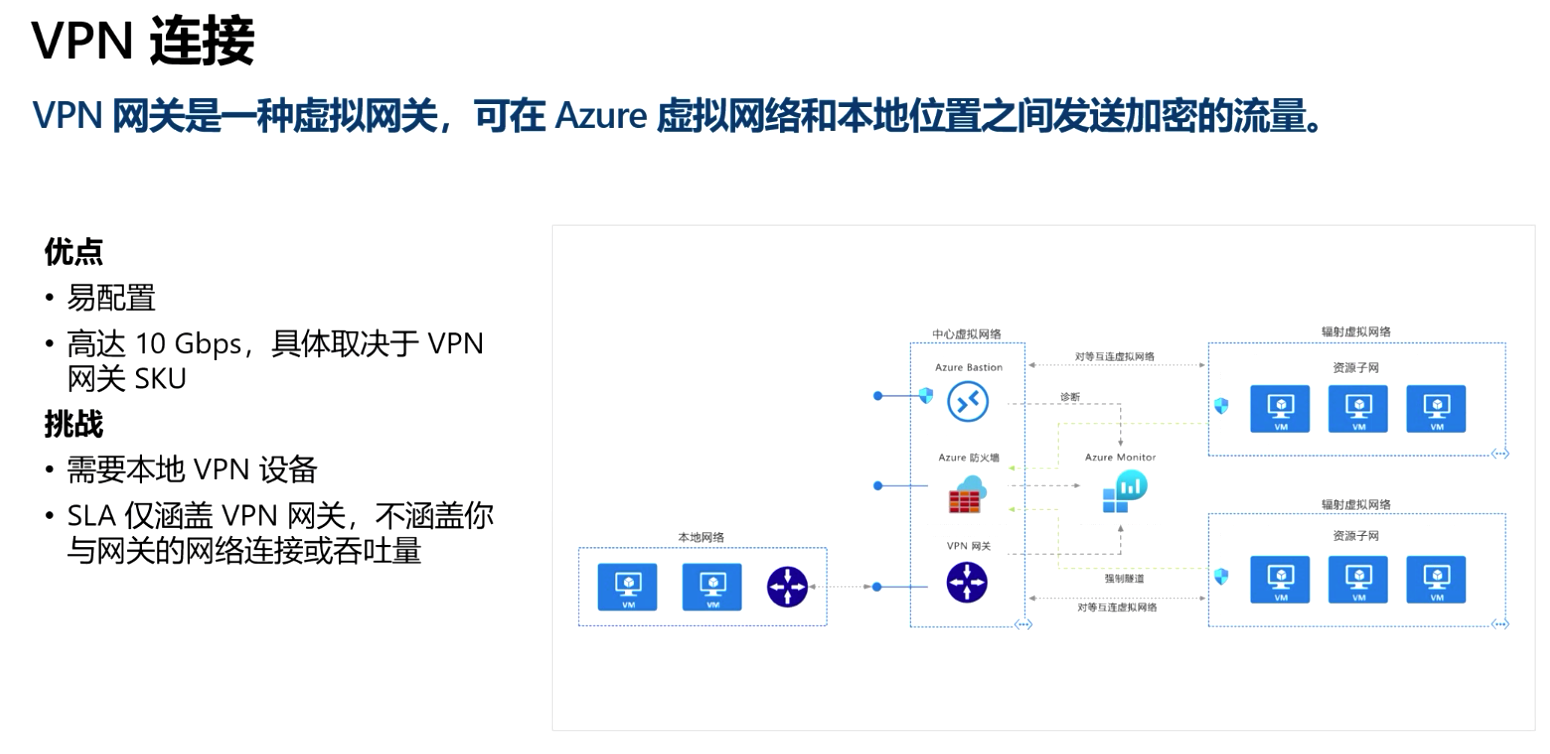 VPN 连接
VPN 网关是一种虚拟网关，可在 Azure 虚拟网络和本地位置之间发送加密的流量。
优点
• 易配置
• 高达 10 Gbps，具体取决于 VPN
网关 SKU
挑战
• 需要本地 VPN 设备
• SLA 仅涵盖 VPN 网关，不涵盖你
与网关的网络连接或吞吐量
本地网络
VM
VM
中心虚拟网络
Azure Bastion
Azure 防火墙
VPN 网关
对等互连虚拟网络
诊断
Azure Monitor
强制隧道
对等互连虚拟网络
辐射虚拟网络
资源子网
VM
VM
VM
辐射虚拟网络
资源子网
VM
VM
VM